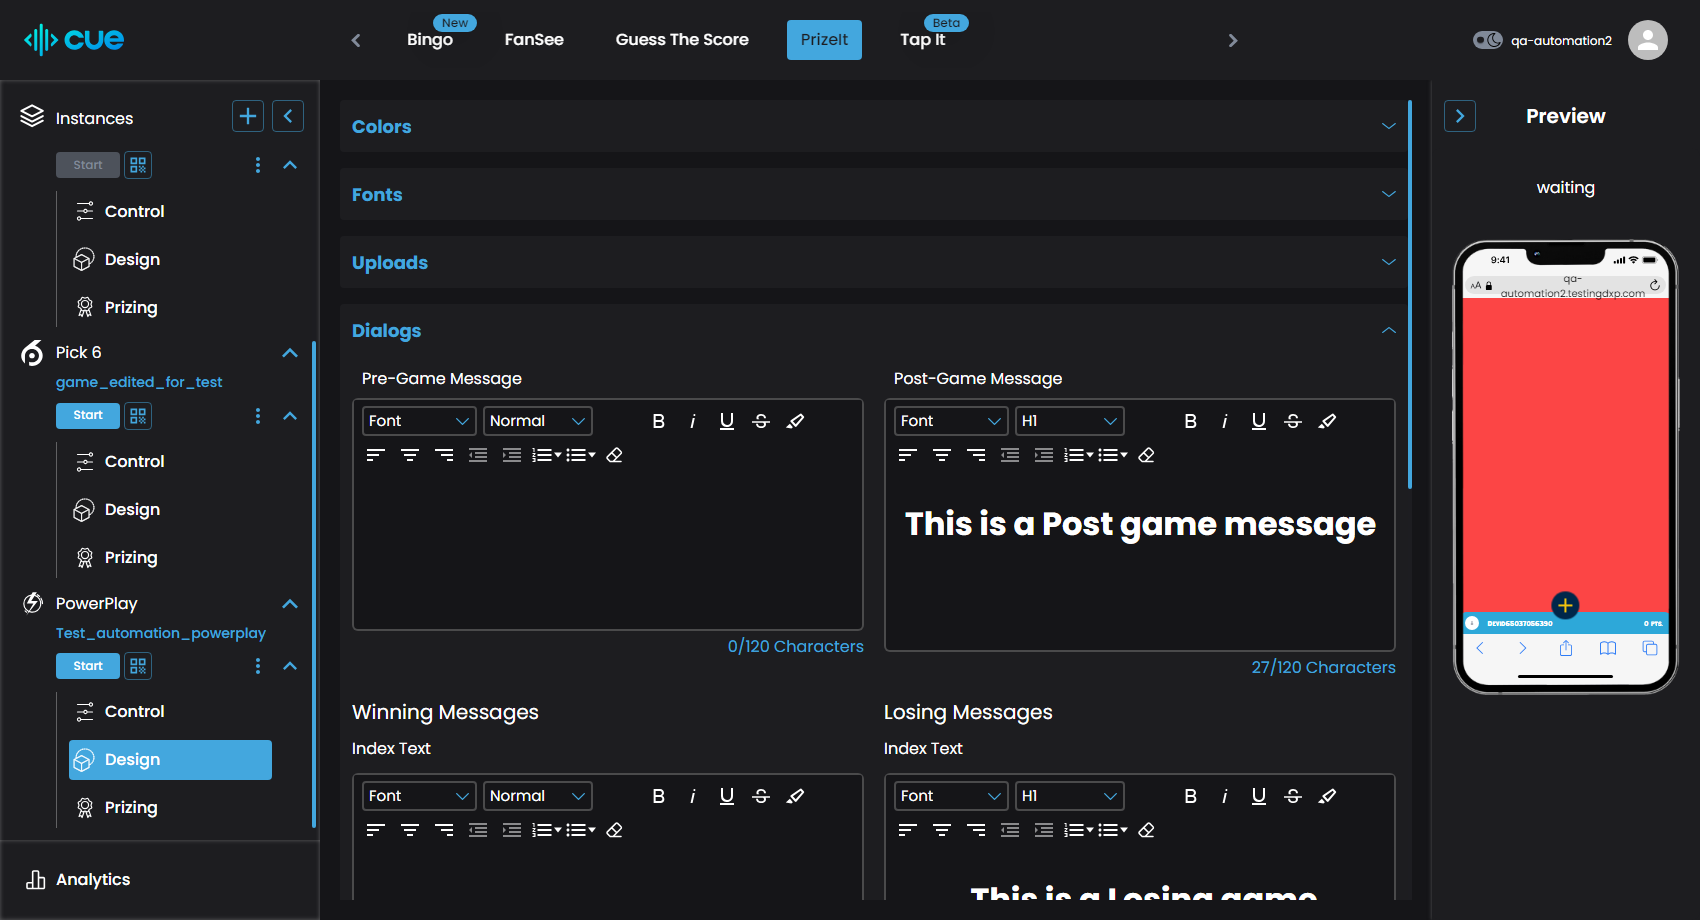 cue
Bingo
New
FanSee
Guess The Score
PrizeIt
Tap It
Beta
qa-automation2
Instances
Start
Control
Design
Prizing
Pick 6
game_edited_for_test
Start
Control
Design
Prizing
PowerPlay
Test_automation_powerplay
Start
Control
Design
Prizing
Analytics
Colors
Fonts
Uploads
Dialogs
Pre-Game Message
Font
Normal
B i U S
0/120 Characters
Post-Game Message
Font
H1
B i U S
This is a Post game message
27/120 Characters
Winning Messages
Index Text
Font
Normal
B i U S
Losing Messages
Index Text
Font
H1
B i U S
This is a Losing game
Preview
waiting
9:41
AA
qa-
automation2.testingdxp.com
0 PTS.